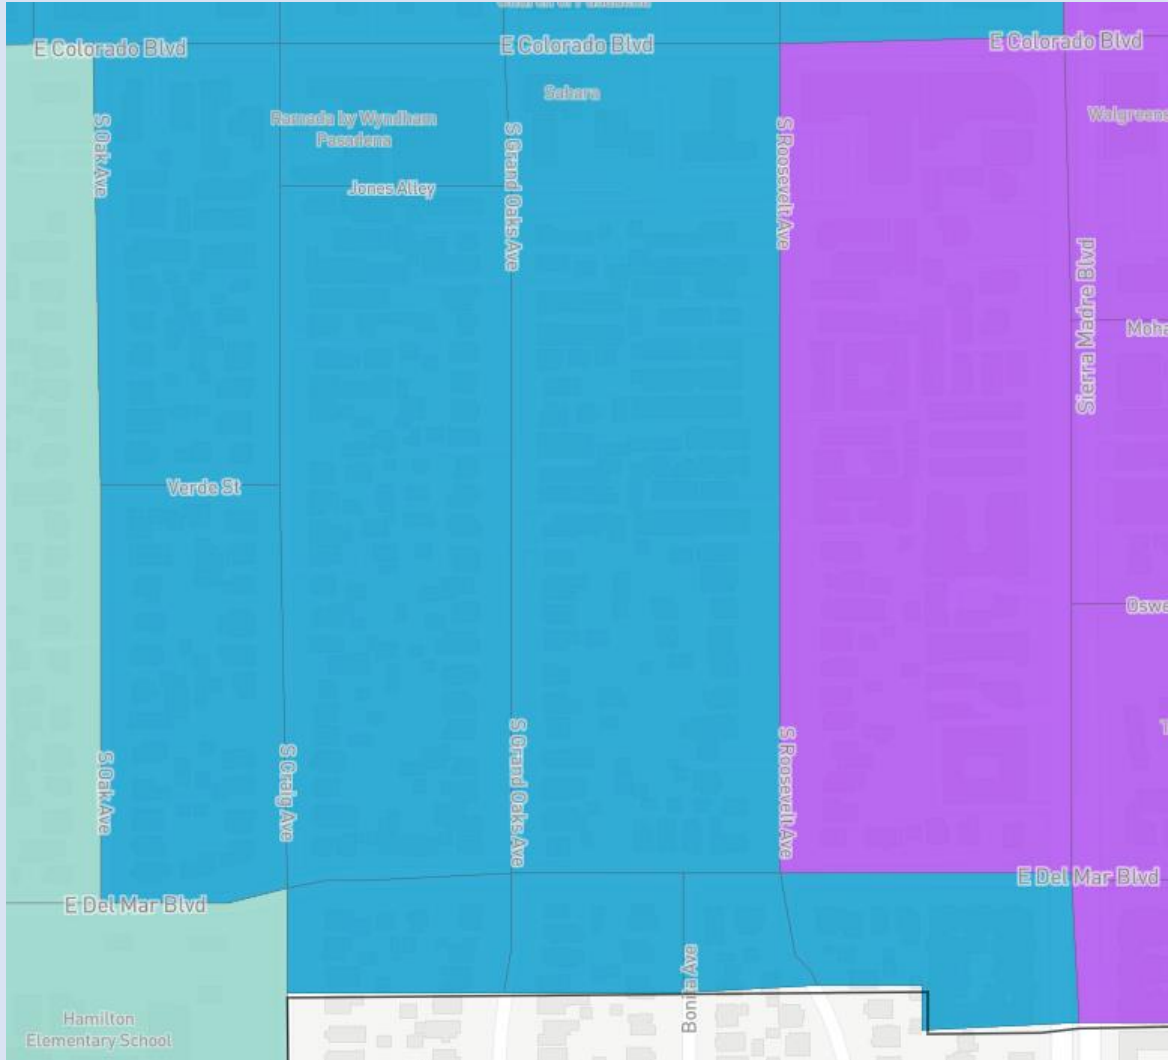 E Colorado Blvd
E Colorado Blvd
E Colorado Blvd
Sahara
Ramada by Wyndham
Pasadena
Walgreens
S Oak Ave
S Grand Oaks Ave
S Roosevelt Ave
Jones Alley
Sierra Madre Blvd
Moha
Verde St
Oswe
S Oak Ave
S Craig Ave
S Grand Oaks Ave
S Roosevelt Ave
T
E Del Mar Blvd
E Del Mar Blvd
Bonita Ave
Hamilton
Elementary School